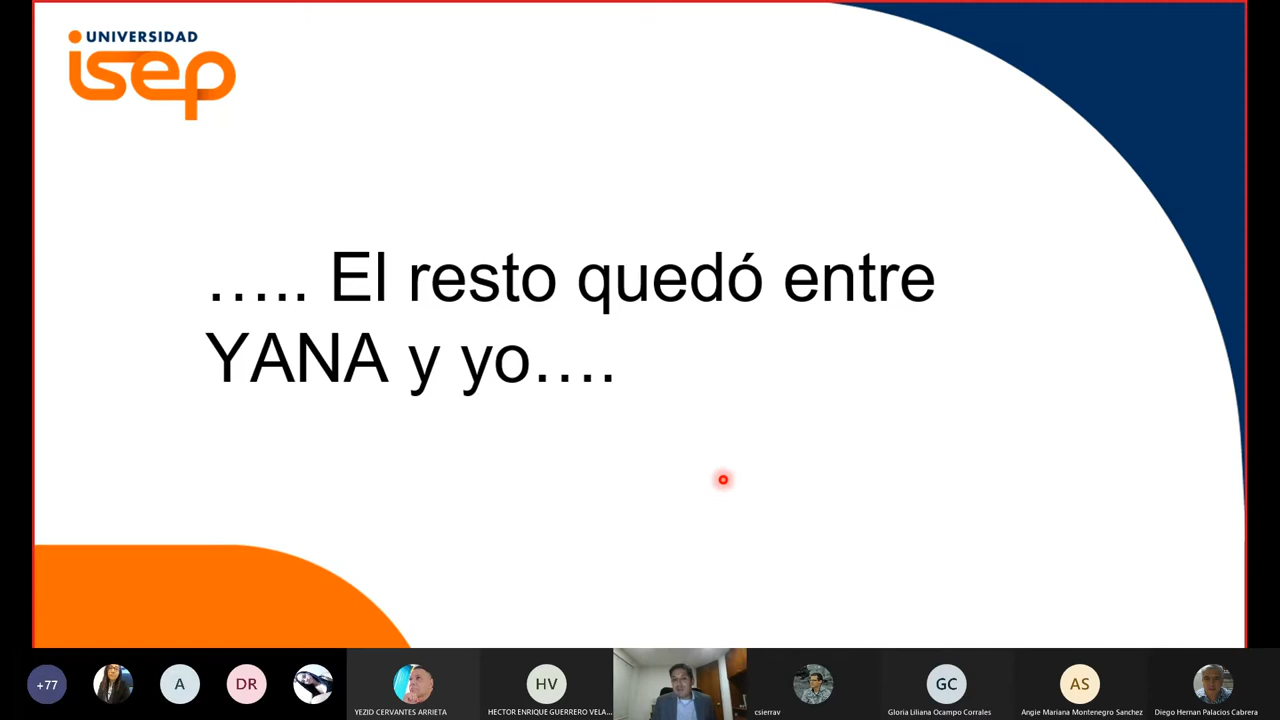 UNIVERSIDAD
isep
..... El resto quedó entre
YANA y yo....
+77
A
DR
HV
GC
AS
YEZID CERVANTES ARRIETA
HECTOR ENRIQUE GUERRERO VELA...
csierrav
Gloria Liliana Ocampo Corrales
Angie Mariana Montenegro Sanchez
Diego Hernan Palacios Cabrera